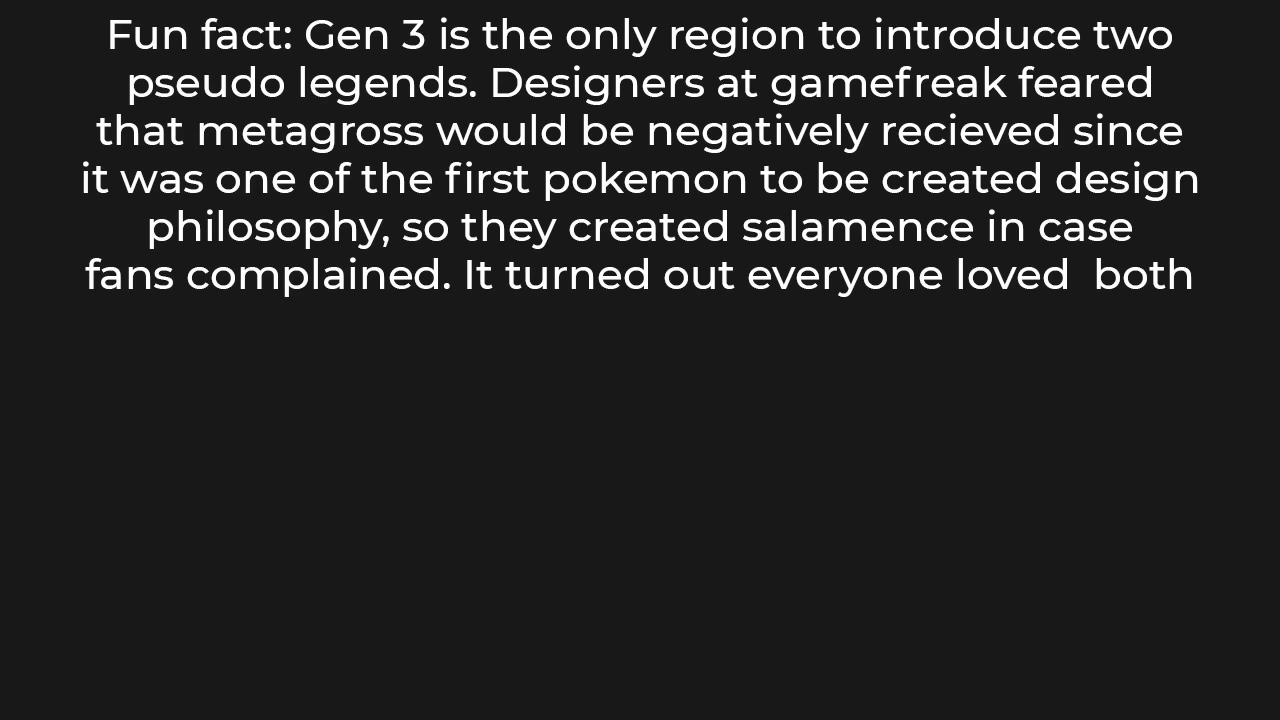 Fun fact: Gen 3 is the only region to introduce two
pseudo legends. Designers at gamefreak feared
that metagross would be negatively recieved since
it was one of the first pokemon to be created design
philosophy, so they created salamence in case
fans complained. It turned out everyone loved  both